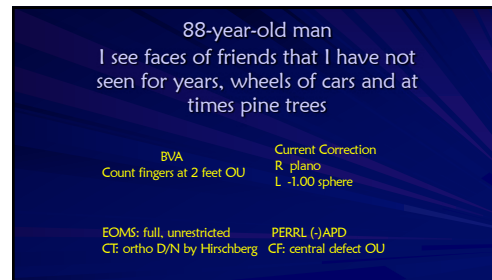 88-year-old man
I see faces of friends that I have not
seen for years, wheels of cars and at
times pine trees
BVA
Count fingers at 2 feet OU
Current Correction
R plano
L -1.00 sphere
EOMS: full, unrestricted
CT: ortho D/N by Hirschberg
PERRL (-)APD
CF: central defect OU